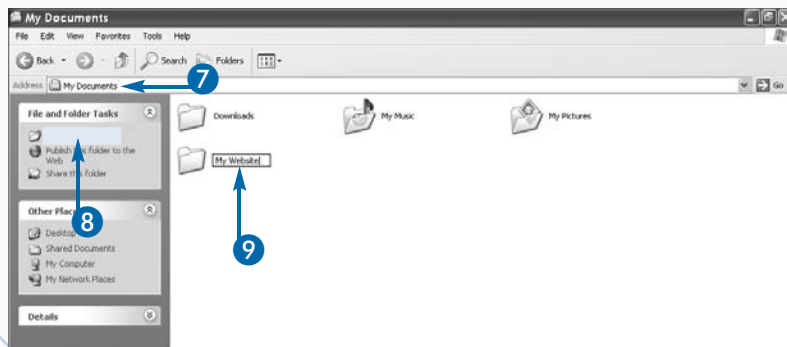 My Documents
File Edit View Favorites Tools Help
Back Search Folders
Address My Documents Go
7
File and Folder Tasks
Publish this folder to the
Web
Share this folder
Downloads
My Music
My Pictures
My Website
8
9
Other Places
Desktop
Shared Documents
My Computer
My Network Places
Details